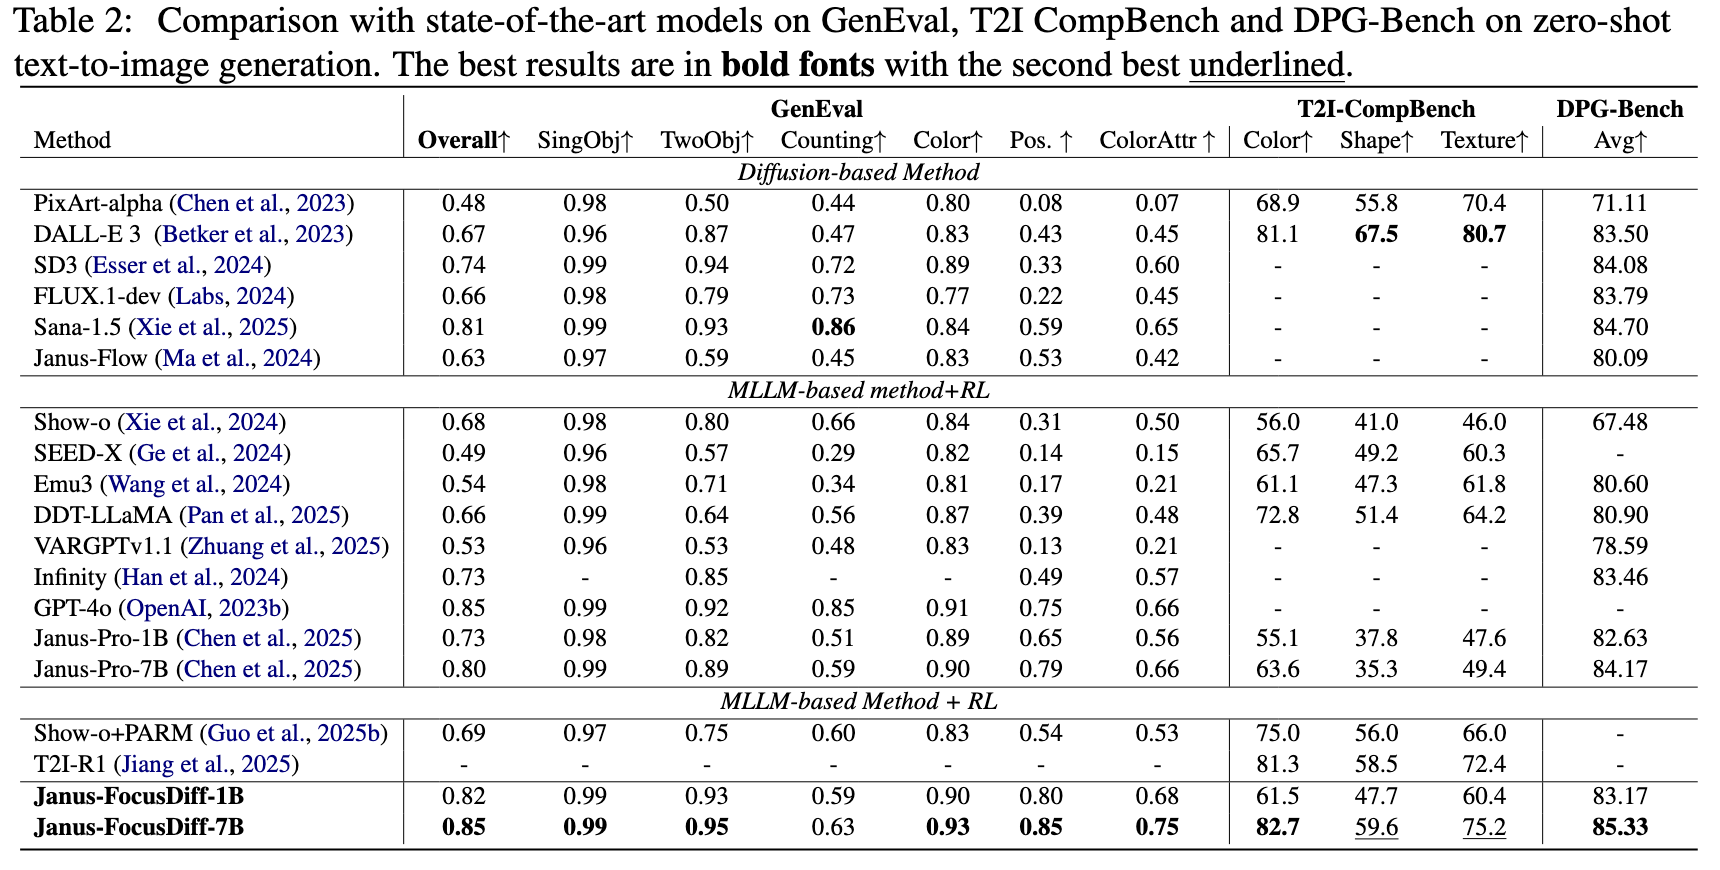 Table 2: Comparison with state-of-the-art models on GenEval, T2I CompBench and DPG-Bench on zero-shot
text-to-image generation. The best results are in bold fonts with the second best underlined.
GenEval T2I-CompBench DPG-Bench
Method Overall↑ SingObj↑ TwoObj↑ Counting↑ Color↑ Pos. ↑ ColorAttr ↑ Color↑ Shape↑ Texture↑ Avg↑
Diffusion-based Method
PixArt-alpha (Chen et al., 2023) 0.48 0.98 0.50 0.44 0.80 0.08 0.07 68.9 55.8 70.4 71.11
DALL-E 3 (Betker et al., 2023) 0.67 0.96 0.87 0.47 0.83 0.43 0.45 81.1 67.5 80.7 83.50
SD3 (Esser et al., 2024) 0.74 0.99 0.94 0.72 0.89 0.33 0.60 - - - 84.08
FLUX.1-dev (Labs, 2024) 0.66 0.98 0.79 0.73 0.77 0.22 0.45 - - - 83.79
Sana-1.5 (Xie et al., 2025) 0.81 0.99 0.93 0.86 0.84 0.59 0.65 - - - 84.70
Janus-Flow (Ma et al., 2024) 0.63 0.97 0.59 0.45 0.83 0.53 0.42 - - - 80.09
MLLM-based method+RL
Show-o (Xie et al., 2024) 0.68 0.98 0.80 0.66 0.84 0.31 0.50 56.0 41.0 46.0 67.48
SEED-X (Ge et al., 2024) 0.49 0.96 0.57 0.29 0.82 0.14 0.15 65.7 49.2 60.3 -
Emu3 (Wang et al., 2024) 0.54 0.98 0.71 0.34 0.81 0.17 0.21 61.1 47.3 61.8 80.60
DDT-LLaMA (Pan et al., 2025) 0.66 0.99 0.64 0.56 0.87 0.39 0.48 72.8 51.4 64.2 80.90
VARGPTv1.1 (Zhuang et al., 2025) 0.53 0.96 0.53 0.48 0.83 0.13 0.21 - - - 78.59
Infinity (Han et al., 2024) 0.73 - 0.85 - - 0.49 0.57 - - - 83.46
GPT-4o (OpenAI, 2023b) 0.85 0.99 0.92 0.85 0.91 0.75 0.66 - - - -
Janus-Pro-1B (Chen et al., 2025) 0.73 0.98 0.82 0.51 0.89 0.65 0.56 55.1 37.8 47.6 82.63
Janus-Pro-7B (Chen et al., 2025) 0.80 0.99 0.89 0.59 0.90 0.79 0.66 63.6 35.3 49.4 84.17
MLLM-based Method + RL
Show-o+PARM (Guo et al., 2025b) 0.69 0.97 0.75 0.60 0.83 0.54 0.53 75.0 56.0 66.0 -
T2I-R1 (Jiang et al., 2025) - - - - - - - 81.3 58.5 72.4 -
Janus-FocusDiff-1B 0.82 0.99 0.93 0.59 0.90 0.80 0.68 61.5 47.7 60.4 83.17
Janus-FocusDiff-7B 0.85 0.99 0.95 0.63 0.93 0.85 0.75 82.7 59.6 75.2 85.33